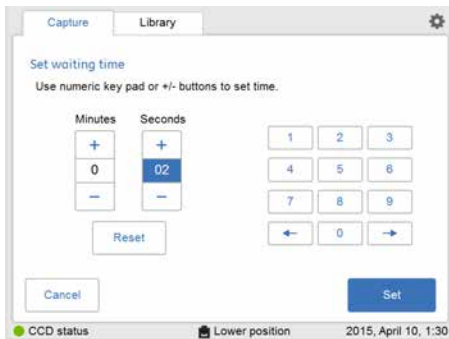 Capture Library
Set waiting time
Use numeric key pad or +/- buttons to set time.
Minutes Seconds
+ +
0 02
− −
Reset
1 2 3
4 5 6
7 8 9
← 0 →
Cancel Set
CCD status Lower position 2015, April 10, 1:30